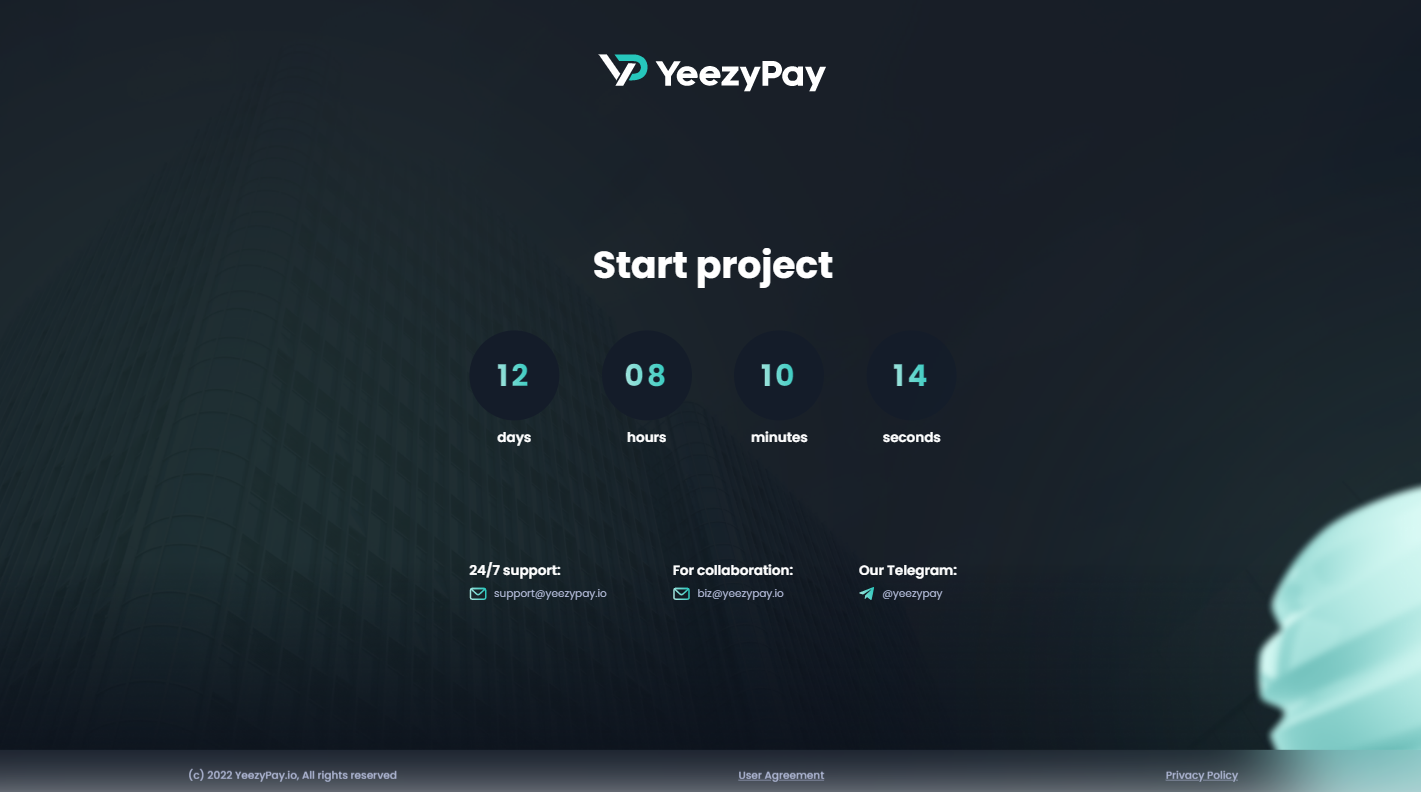 YeezyPay
Start project
12 08 10 14
days hours minutes seconds
24/7 support: For collaboration: Our Telegram:
support@yeezypay.io biz@yeezypay.io @yeezypay
(c) 2022 YeezyPay.io, All rights reserved User Agreement Privacy Policy